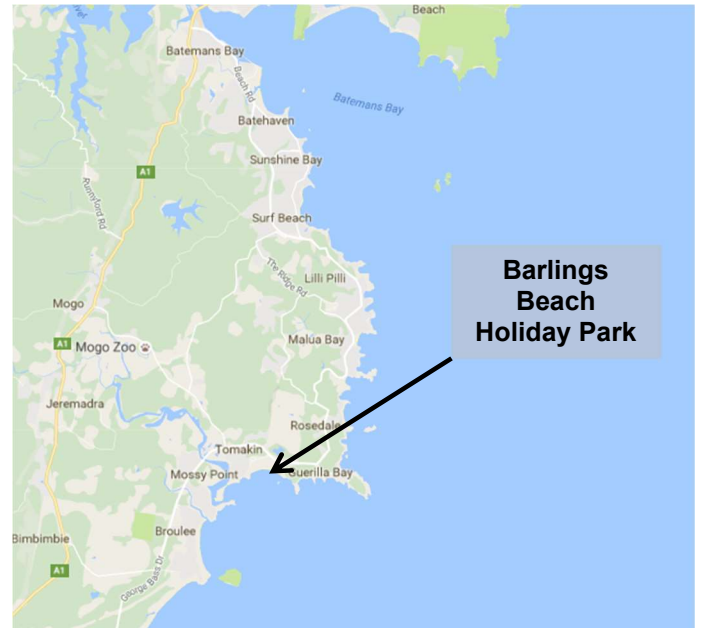 Beach
Batemans Bay
Beach Rd
Batemans Bay
Batehaven
Sunshine Bay
A1
Runnyford Rd
Surf Beach
The Ridge Rd
Lilli Pilli
Barlings
Beach
Holiday Park
Mogo
A1
Mogo Zoo
Malua Bay
Jeremadra
Rosedale
Tomakin
Mossy Point
Guerilla Bay
Broulee
Bimbimbie
A1
George Bass Dr